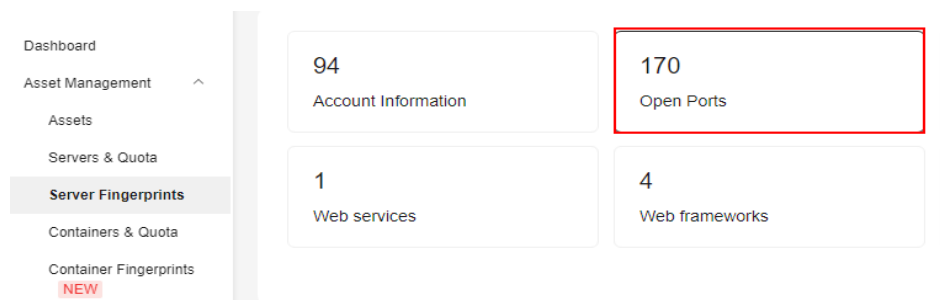 Dashboard
Asset Management
Assets
Servers & Quota
Server Fingerprints
Containers & Quota
Container Fingerprints
NEW
94
Account Information
170
Open Ports
1
Web services
4
Web frameworks